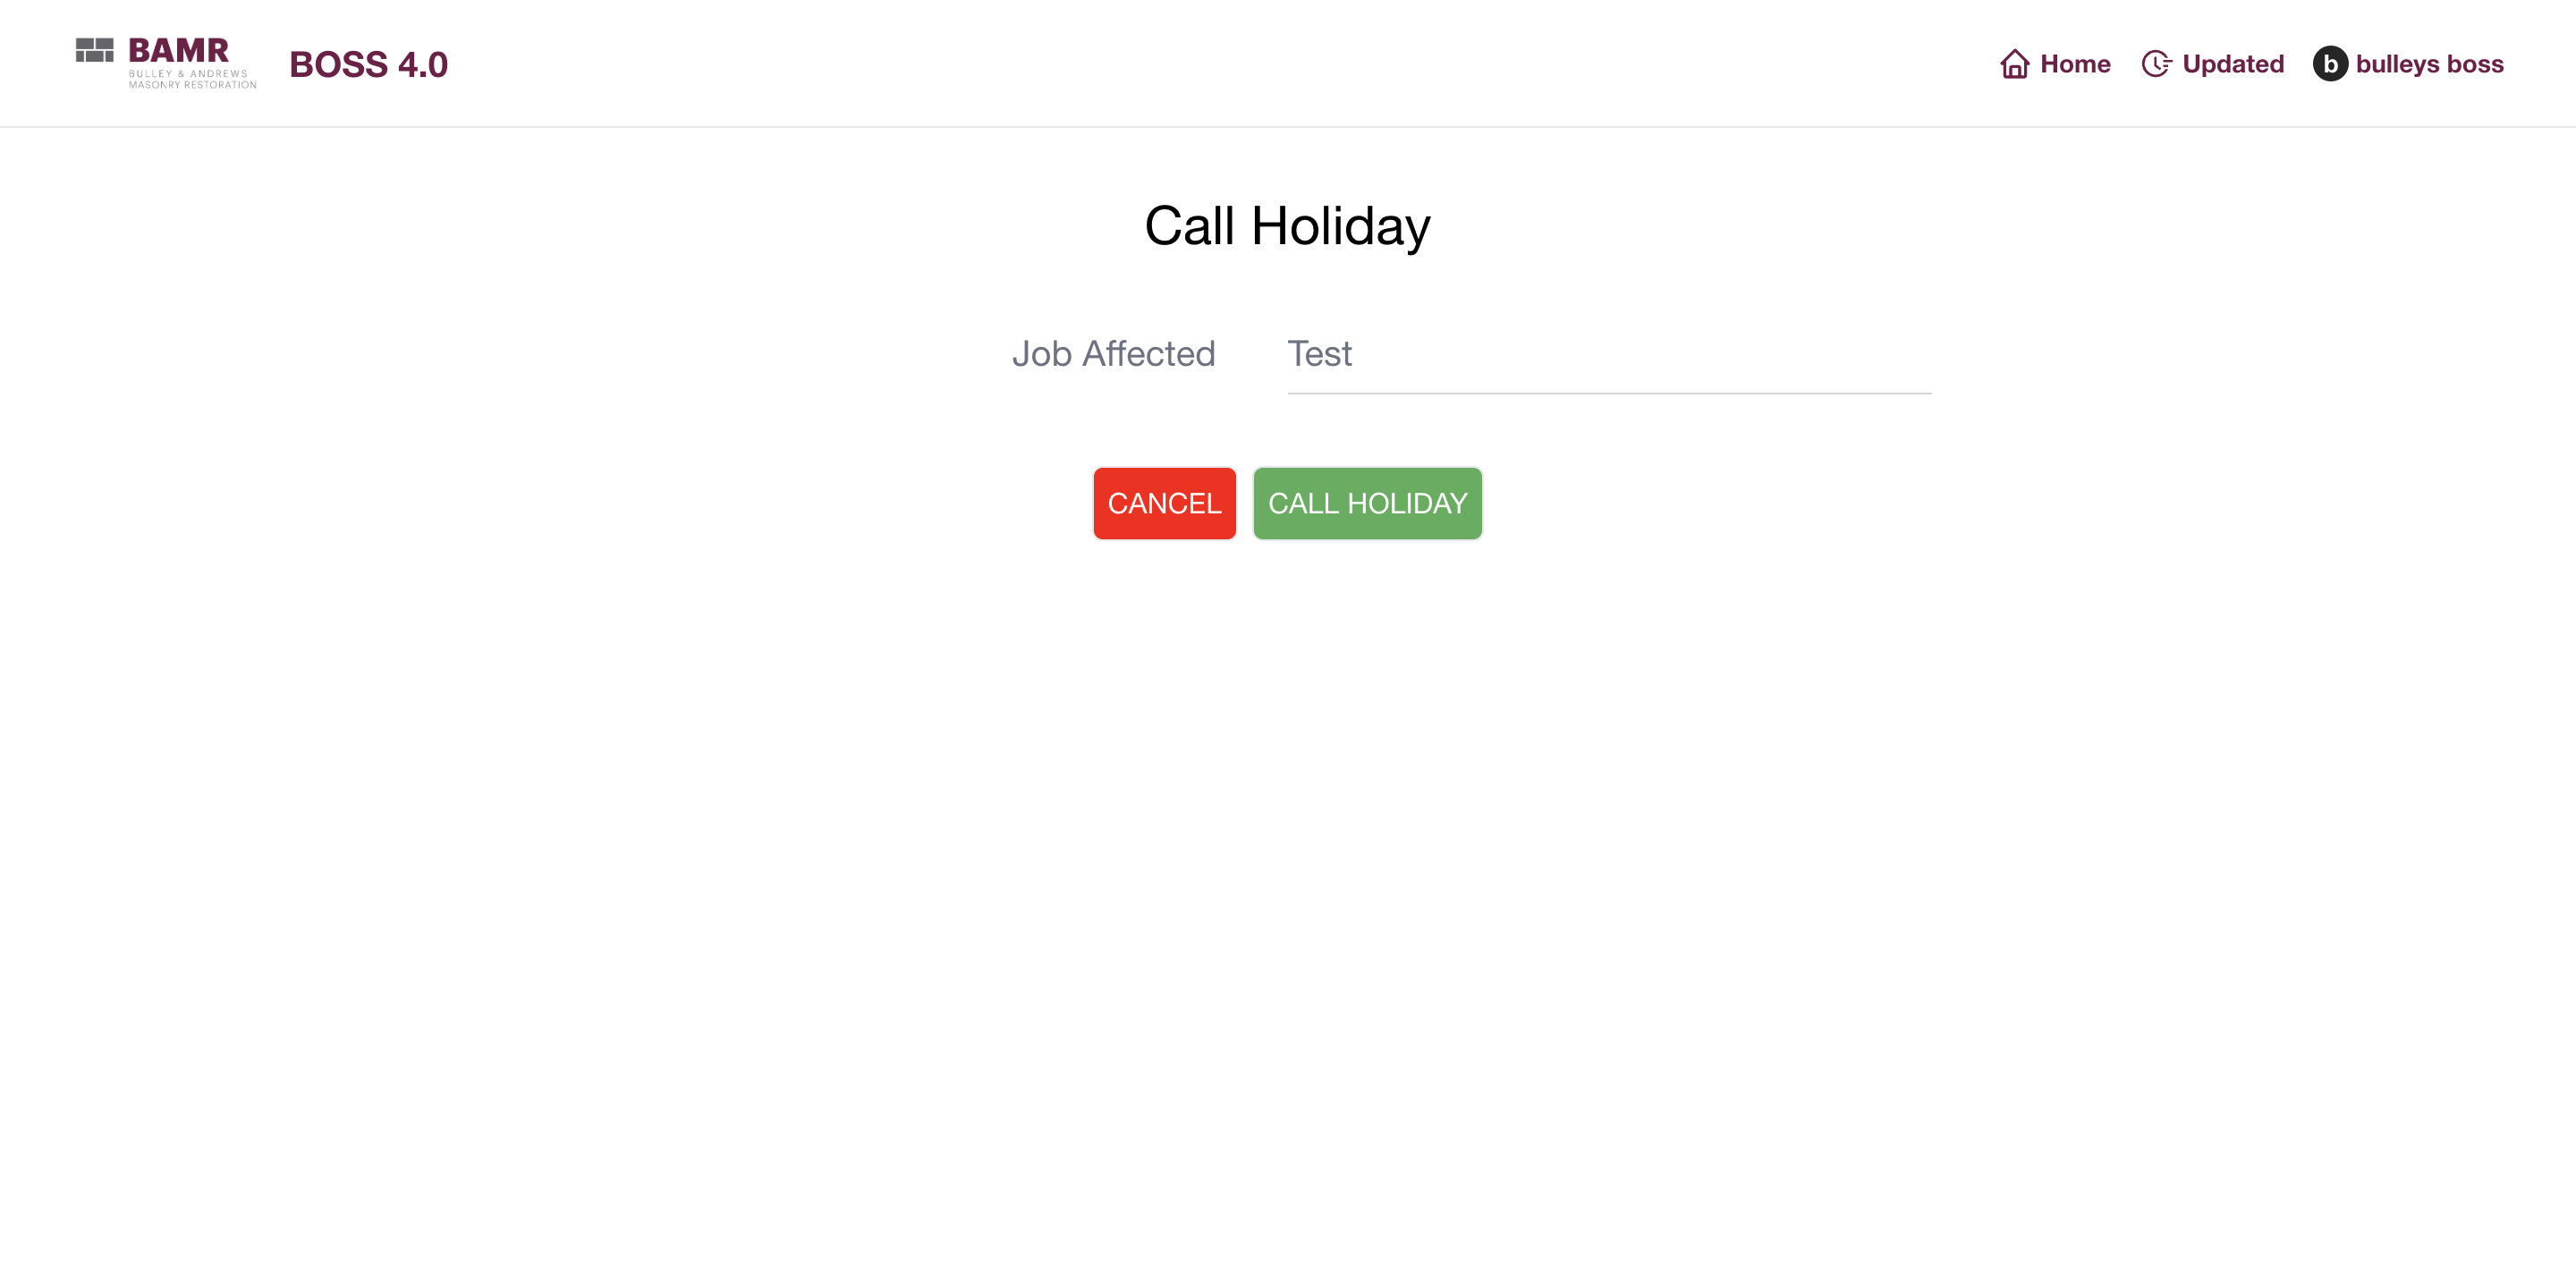 BAMR
BULLEY & ANDREWS
MASONRY RESTORATION
BOSS 4.0
Home
Updated
b bulleys boss
Call Holiday
Job Affected
Test
CANCEL
CALL HOLIDAY